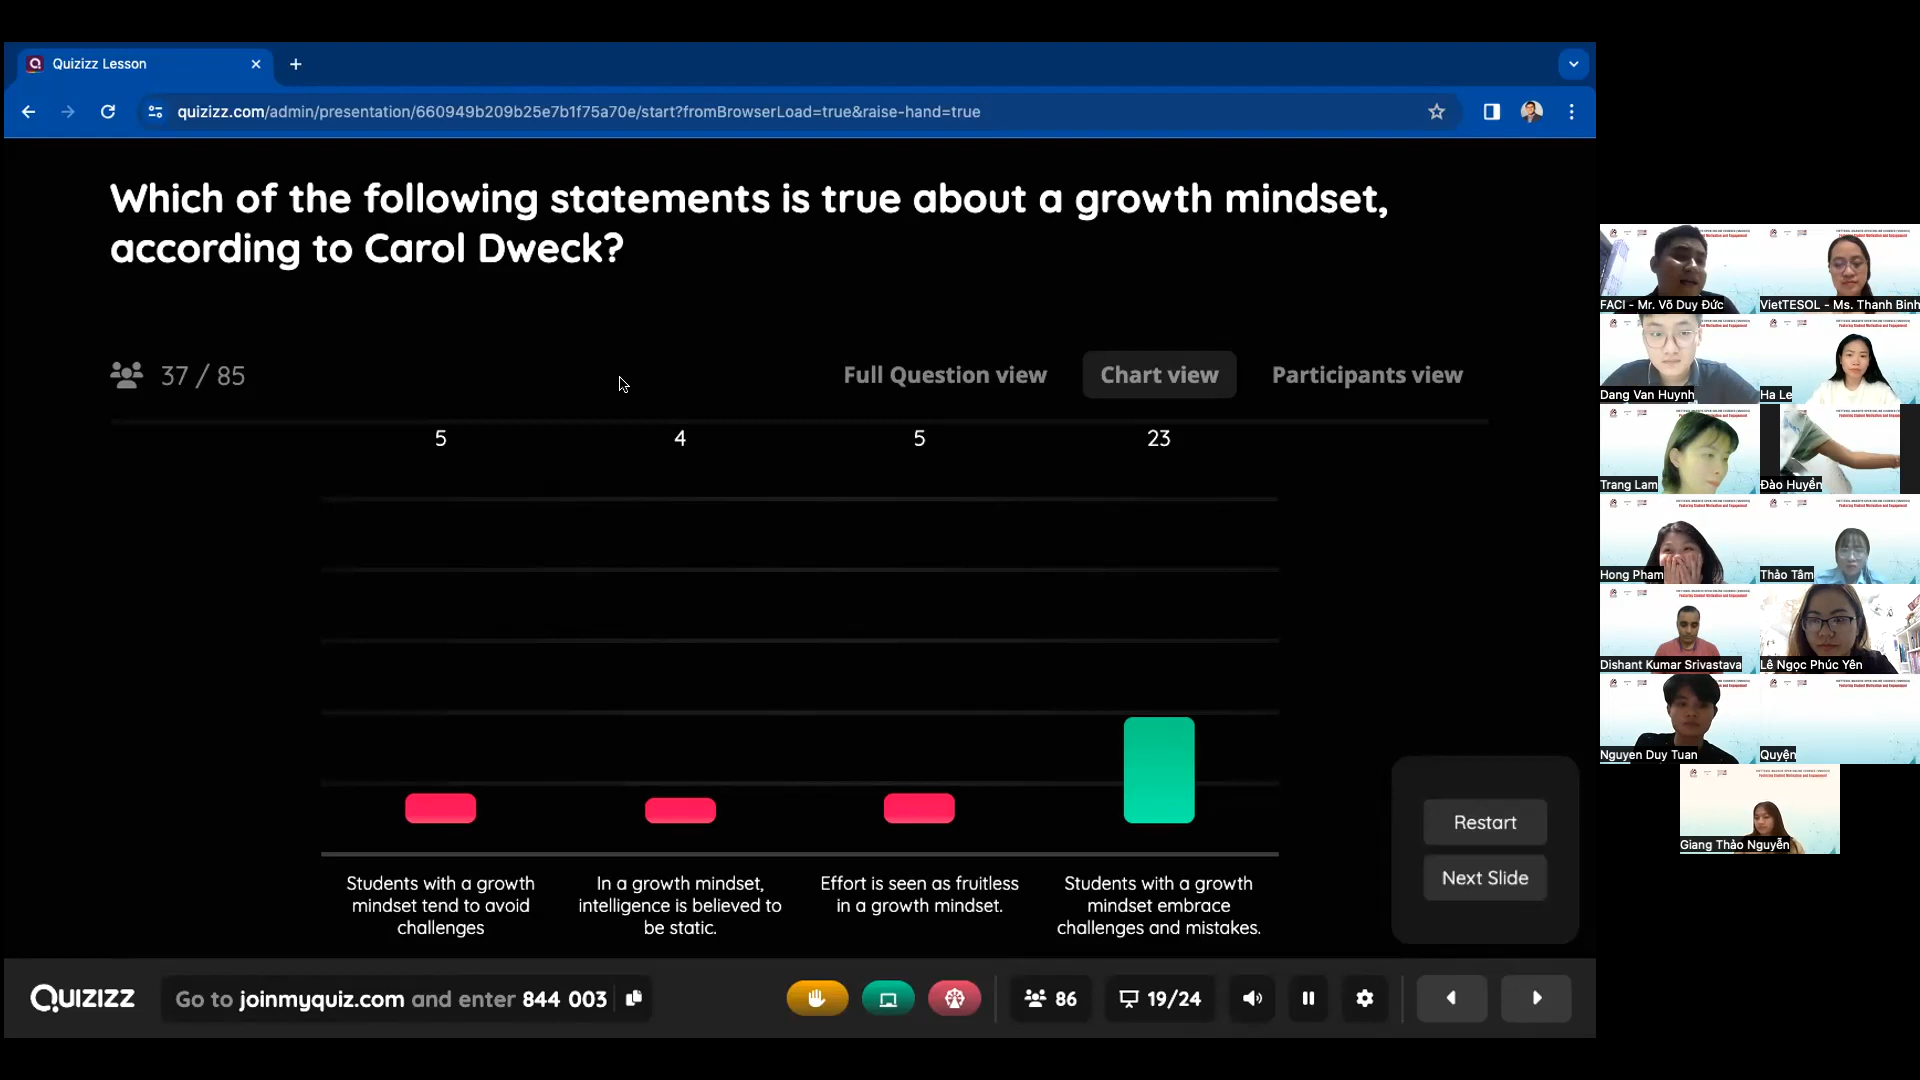 Quizizz Lesson
quizizz.com/admin/presentation/660949b209b25e7b1f75a70e/start?fromBrowserLoad=true&raise-hand=true
Which of the following statements is true about a growth mindset,
according to Carol Dweck?
37 / 85
Full Question view
Chart view
Participants view
5
4
5
23
Students with a growth
mindset tend to avoid
challenges
In a growth mindset,
intelligence is believed to
be static.
Effort is seen as fruitless
in a growth mindset.
Students with a growth
mindset embrace
challenges and mistakes.
Restart
Next Slide
QUIZIZZ
Go to joinmyquiz.com and enter 844 003
86
19/24
FACI - Mr. Võ Duy Đức
VietTESOL - Ms. Thanh Binh
Dang Van Huynh
Ha Le
Trang Lam
Đào Huyền
Hong Pham
Thảo Tâm
Dishant Kumar Srivastava
Lê Ngọc Phúc Yên
Nguyen Duy Tuan
Quyện
Giang Thảo Nguyễn